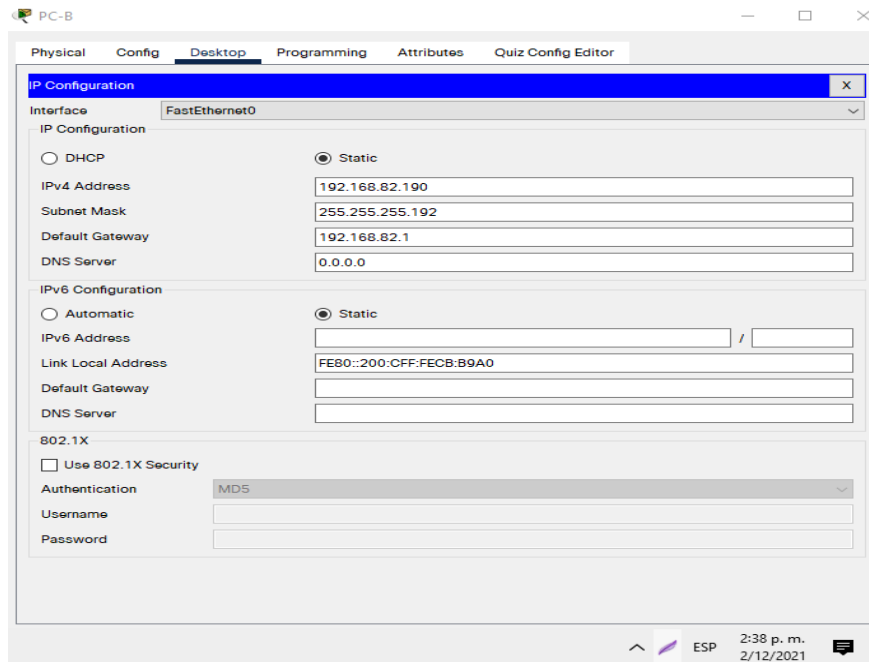 PC-B
Physical Config Desktop Programming Attributes Quiz Config Editor
IP Configuration X
Interface FastEthernet0
IP Configuration
DHCP Static
IPv4 Address 192.168.82.190
Subnet Mask 255.255.255.192
Default Gateway 192.168.82.1
DNS Server 0.0.0.0
IPv6 Configuration
Automatic Static
IPv6 Address /
Link Local Address FE80::200:CFF:FECB:B9A0
Default Gateway
DNS Server
802.1X
Use 802.1X Security
Authentication MD5
Username
Password
ESP 2:38 p. m.
2/12/2021